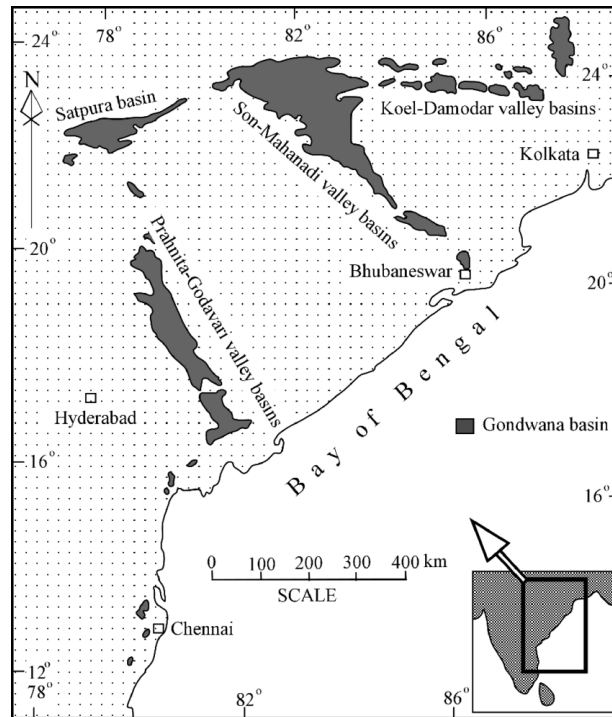 78°
82
86
24°
24°
N
Satpura basin
Koel-Damodar valley basins
Son-Mahanadi valley basins
Kolkata
20°
Prahnita-Godavari valley basins
Bhubaneswar
20°
Hyderabad
Bay of Bengal
Gondwana basin
16°
16°
0 100 200 300 400 km
SCALE
Chennai
12°
78°
82°
86°